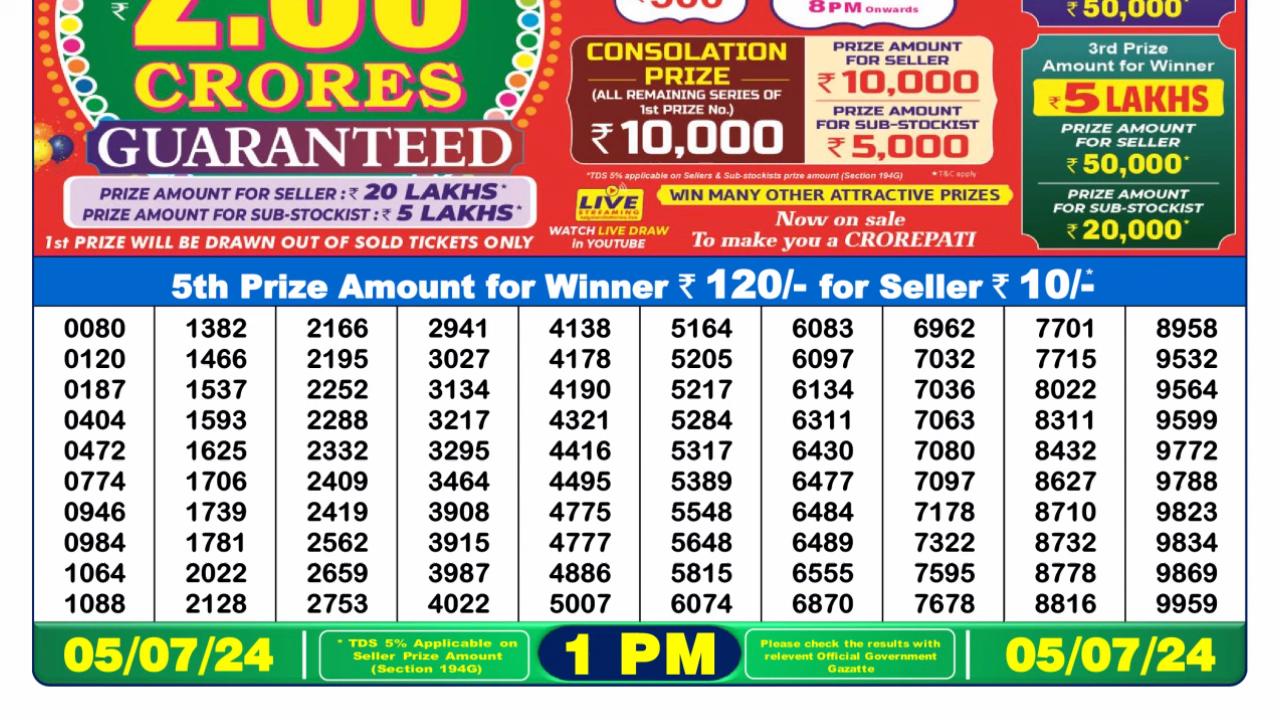 ₹ 2.00
CRORES
GUARANTEED
PRIZE AMOUNT FOR SELLER :₹ 20 LAKHS*
PRIZE AMOUNT FOR SUB-STOCKIST :₹ 5 LAKHS*
1st PRIZE WILL BE DRAWN OUT OF SOLD TICKETS ONLY
₹500
8PM Onwards
CONSOLATION
PRIZE
(ALL REMAINING SERIES OF
1st PRIZE No.)
₹ 10,000
PRIZE AMOUNT
FOR SELLER
₹ 10,000
PRIZE AMOUNT
FOR SUB-STOCKIST
₹ 5,000
*TDS 5% applicable on Sellers & Sub-stockists prize amount (Section 194G)
*T&C apply
LIVE
STREAMING
WATCH LIVE DRAW
in YOUTUBE
WIN MANY OTHER ATTRACTIVE PRIZES
Now on sale
To make you a CROREPATI
₹ 50,000*
3rd Prize
Amount for Winner
₹ 5 LAKHS
PRIZE AMOUNT
FOR SELLER
₹ 50,000*
PRIZE AMOUNT
FOR SUB-STOCKIST
₹ 20,000*
5th Prize Amount for Winner ₹ 120/- for Seller ₹ 10/-*
0080 1382 2166 2941 4138 5164 6083 6962 7701 8958
0120 1466 2195 3027 4178 5205 6097 7032 7715 9532
0187 1537 2252 3134 4190 5217 6134 7036 8022 9564
0404 1593 2288 3217 4321 5284 6311 7063 8311 9599
0472 1625 2332 3295 4416 5317 6430 7080 8432 9772
0774 1706 2409 3464 4495 5389 6477 7097 8627 9788
0946 1739 2419 3908 4775 5548 6484 7178 8710 9823
0984 1781 2562 3915 4777 5648 6489 7322 8732 9834
1064 2022 2659 3987 4886 5815 6555 7595 8778 9869
1088 2128 2753 4022 5007 6074 6870 7678 8816 9959
05/07/24
* TDS 5% Applicable on
Seller Prize Amount
(Section 194G)
1 PM
Please check the results with
relevent Official Government
Gazatte
05/07/24